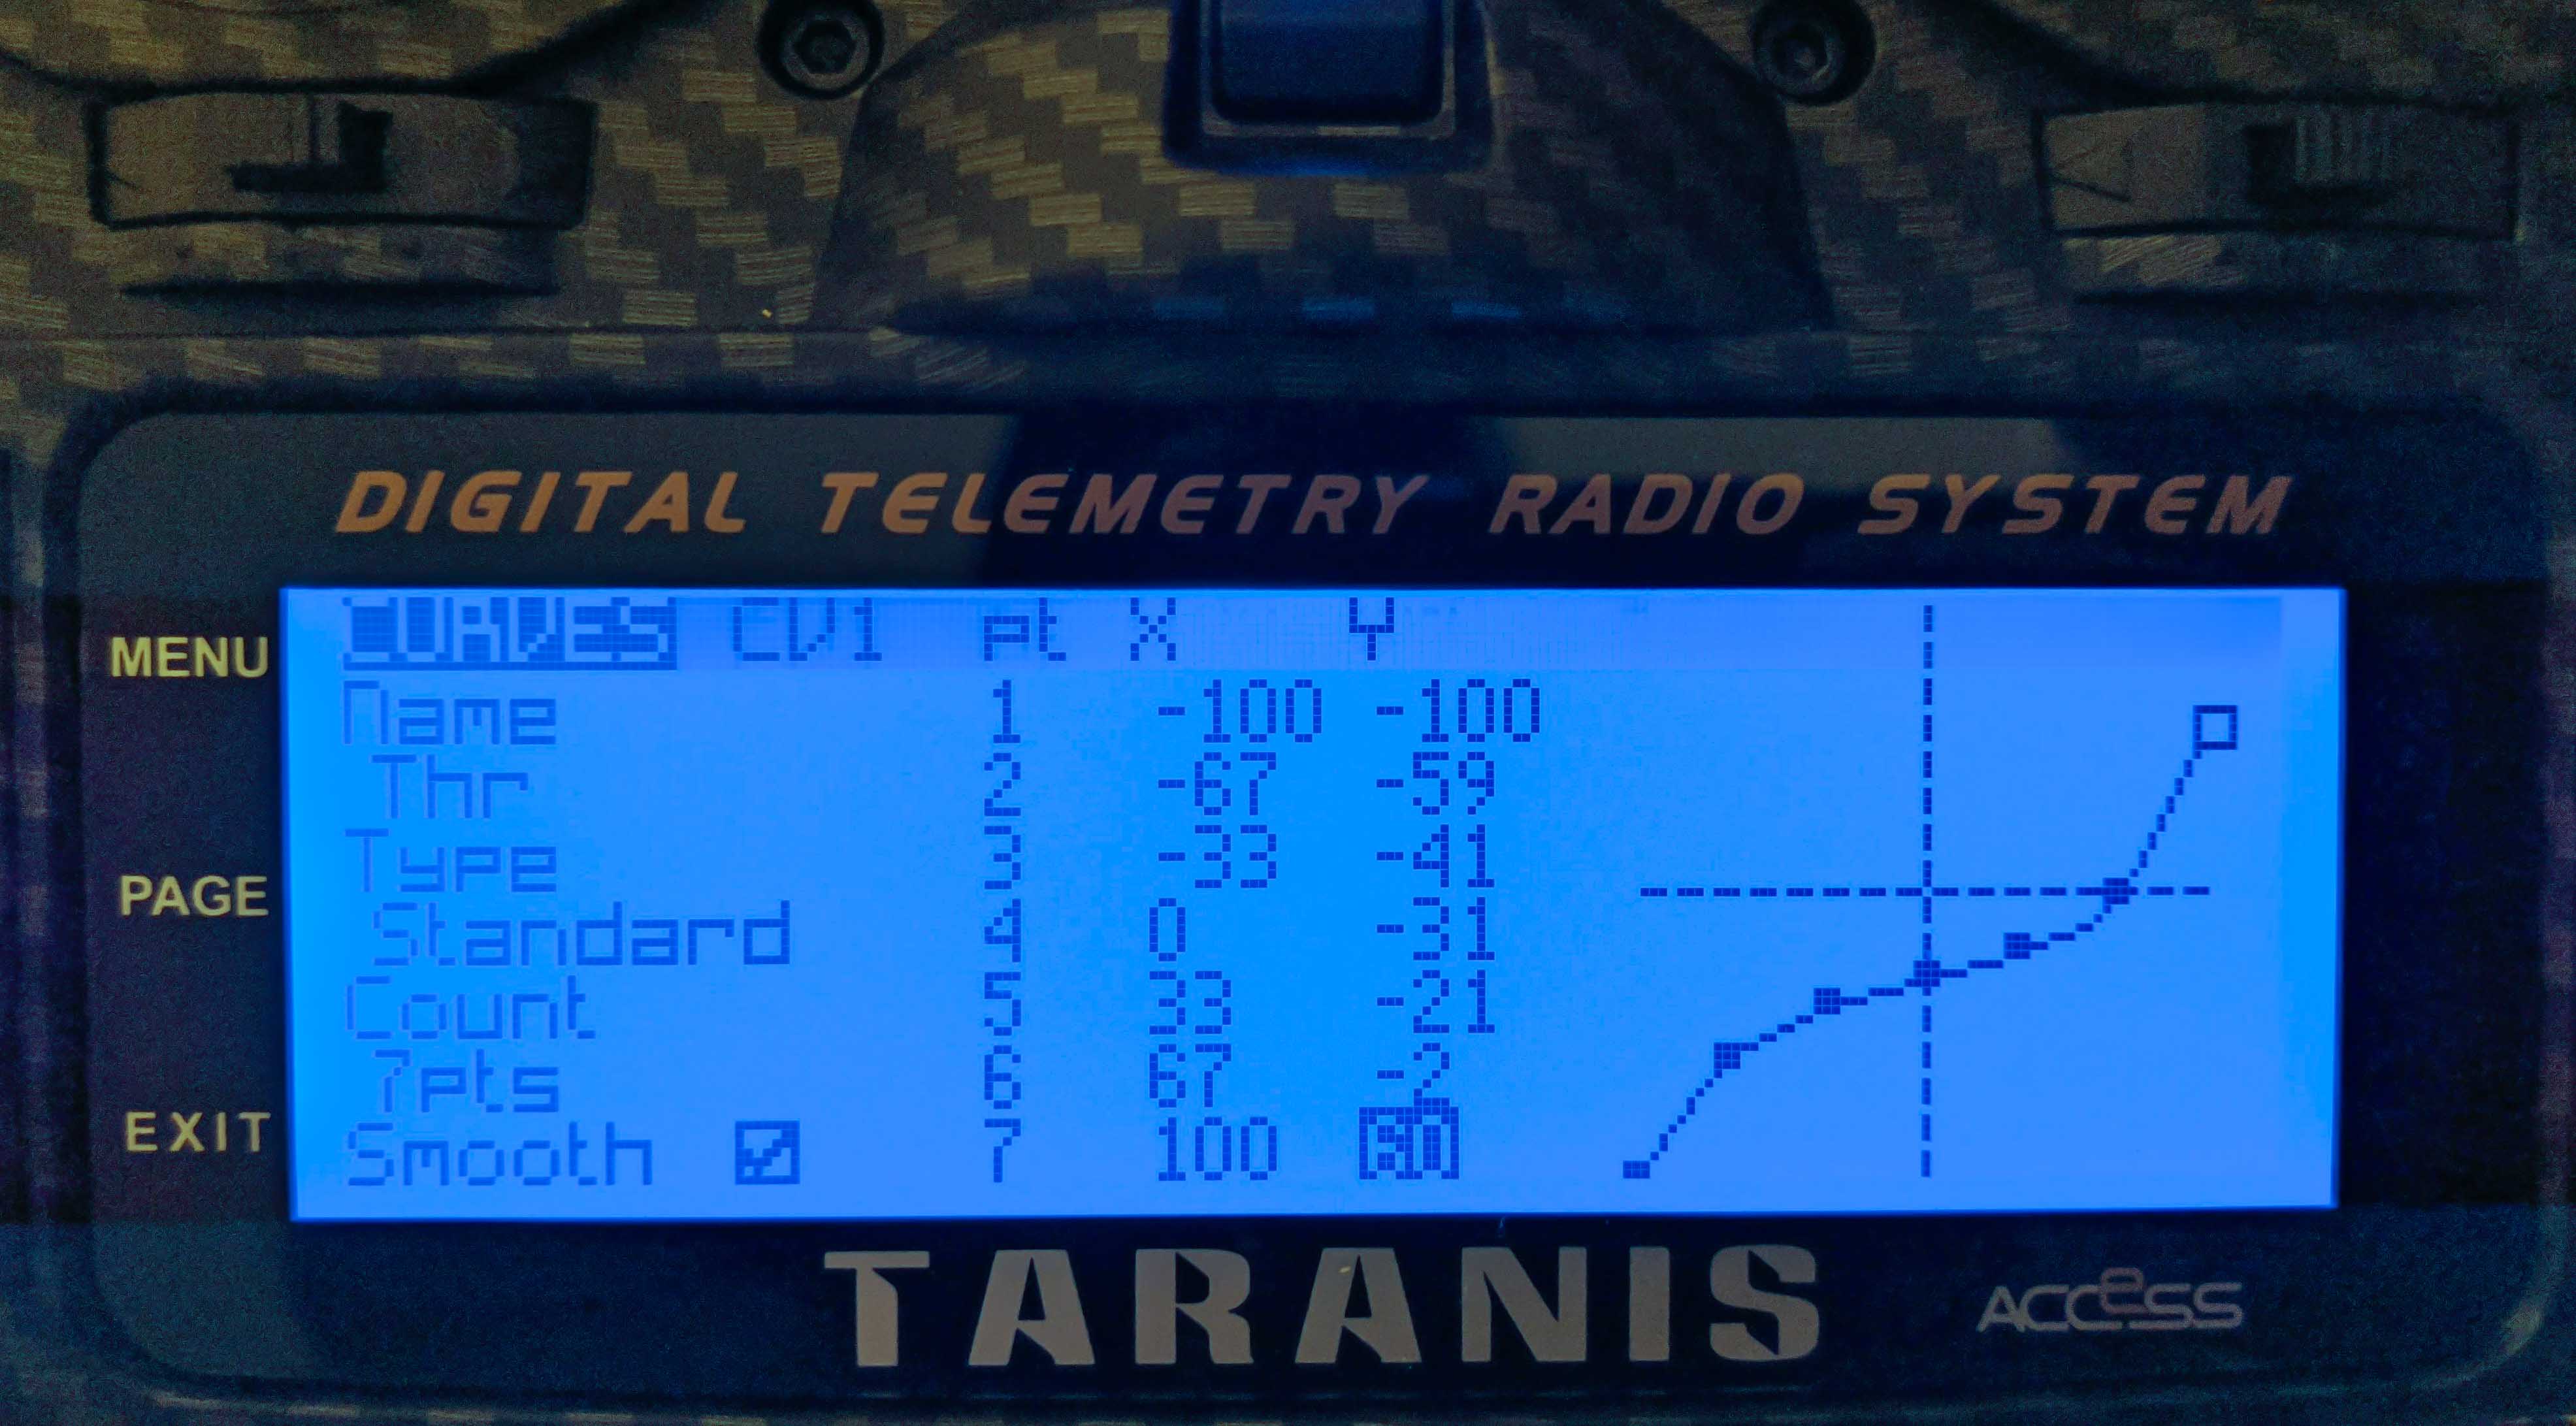 DIGITAL TELEMETRY RADIO SYSTEM
CURVES CV1 pt X Y
MENU
Name 1 -100 -100
Thr 2 -67 -59
Type 3 -33 -41
PAGE
Standard 4 0 -31
Count 5 33 -21
7pts 6 67 -2
EXIT
Smooth 7 100
TARANIS
ACCeSS